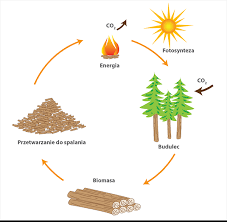 CO₂
Fotosynteza
Energia
CO₂
Przetwarzanie do spalania
Budulec
Biomasa